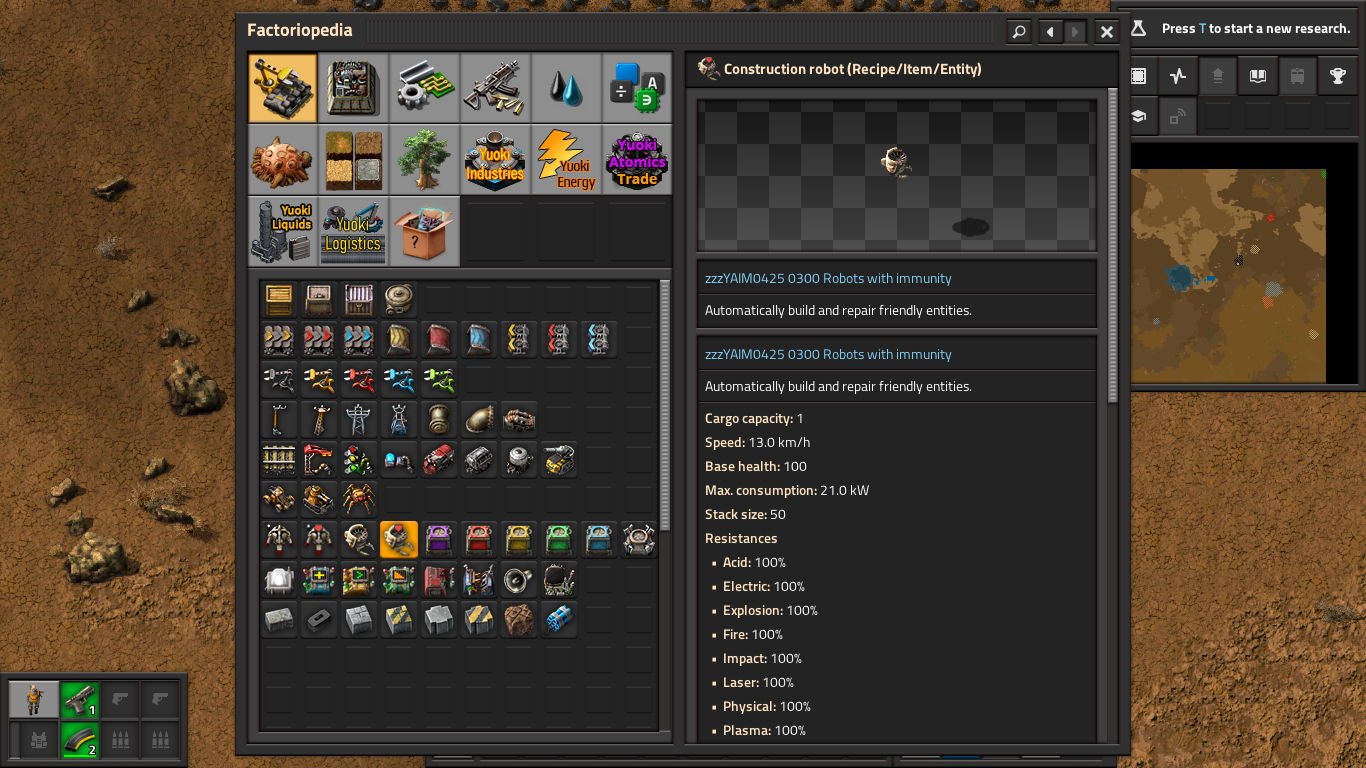 Factoriopedia
Press T to start a new research.
Construction robot (Recipe/Item/Entity)
A
Yuoki
Industries
Yuoki
Energy
Yuoki
Atomics
Trade
Yuoki
Liquids
Yuoki
Logistics
?
zzzYAIM0425 0300 Robots with immunity
Automatically build and repair friendly entities.
zzzYAIM0425 0300 Robots with immunity
Automatically build and repair friendly entities.
Cargo capacity: 1
Speed: 13.0 km/h
Base health: 100
Max. consumption: 21.0 kW
Stack size: 50
Resistances
▪ Acid: 100%
▪ Electric: 100%
▪ Explosion: 100%
▪ Fire: 100%
▪ Impact: 100%
▪ Laser: 100%
▪ Physical: 100%
▪ Plasma: 100%
1
2